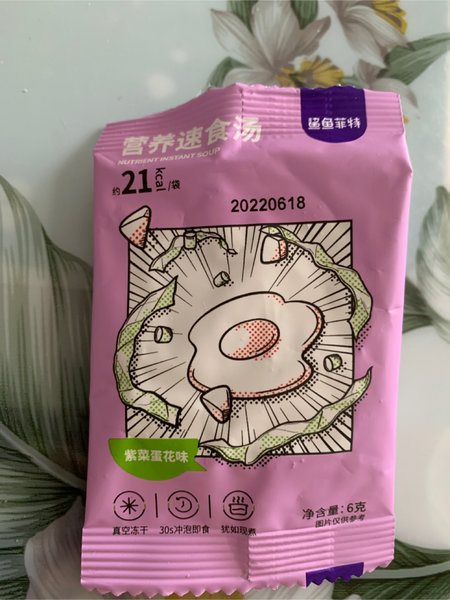 鲨鱼菲特
营养速食汤
NUTRIENT INSTANT SOUP
约21kcal/袋
20220618
紫菜蛋花味
真空冻干 30s冲泡即食 犹如现煮
净含量：6克
图片仅供参考